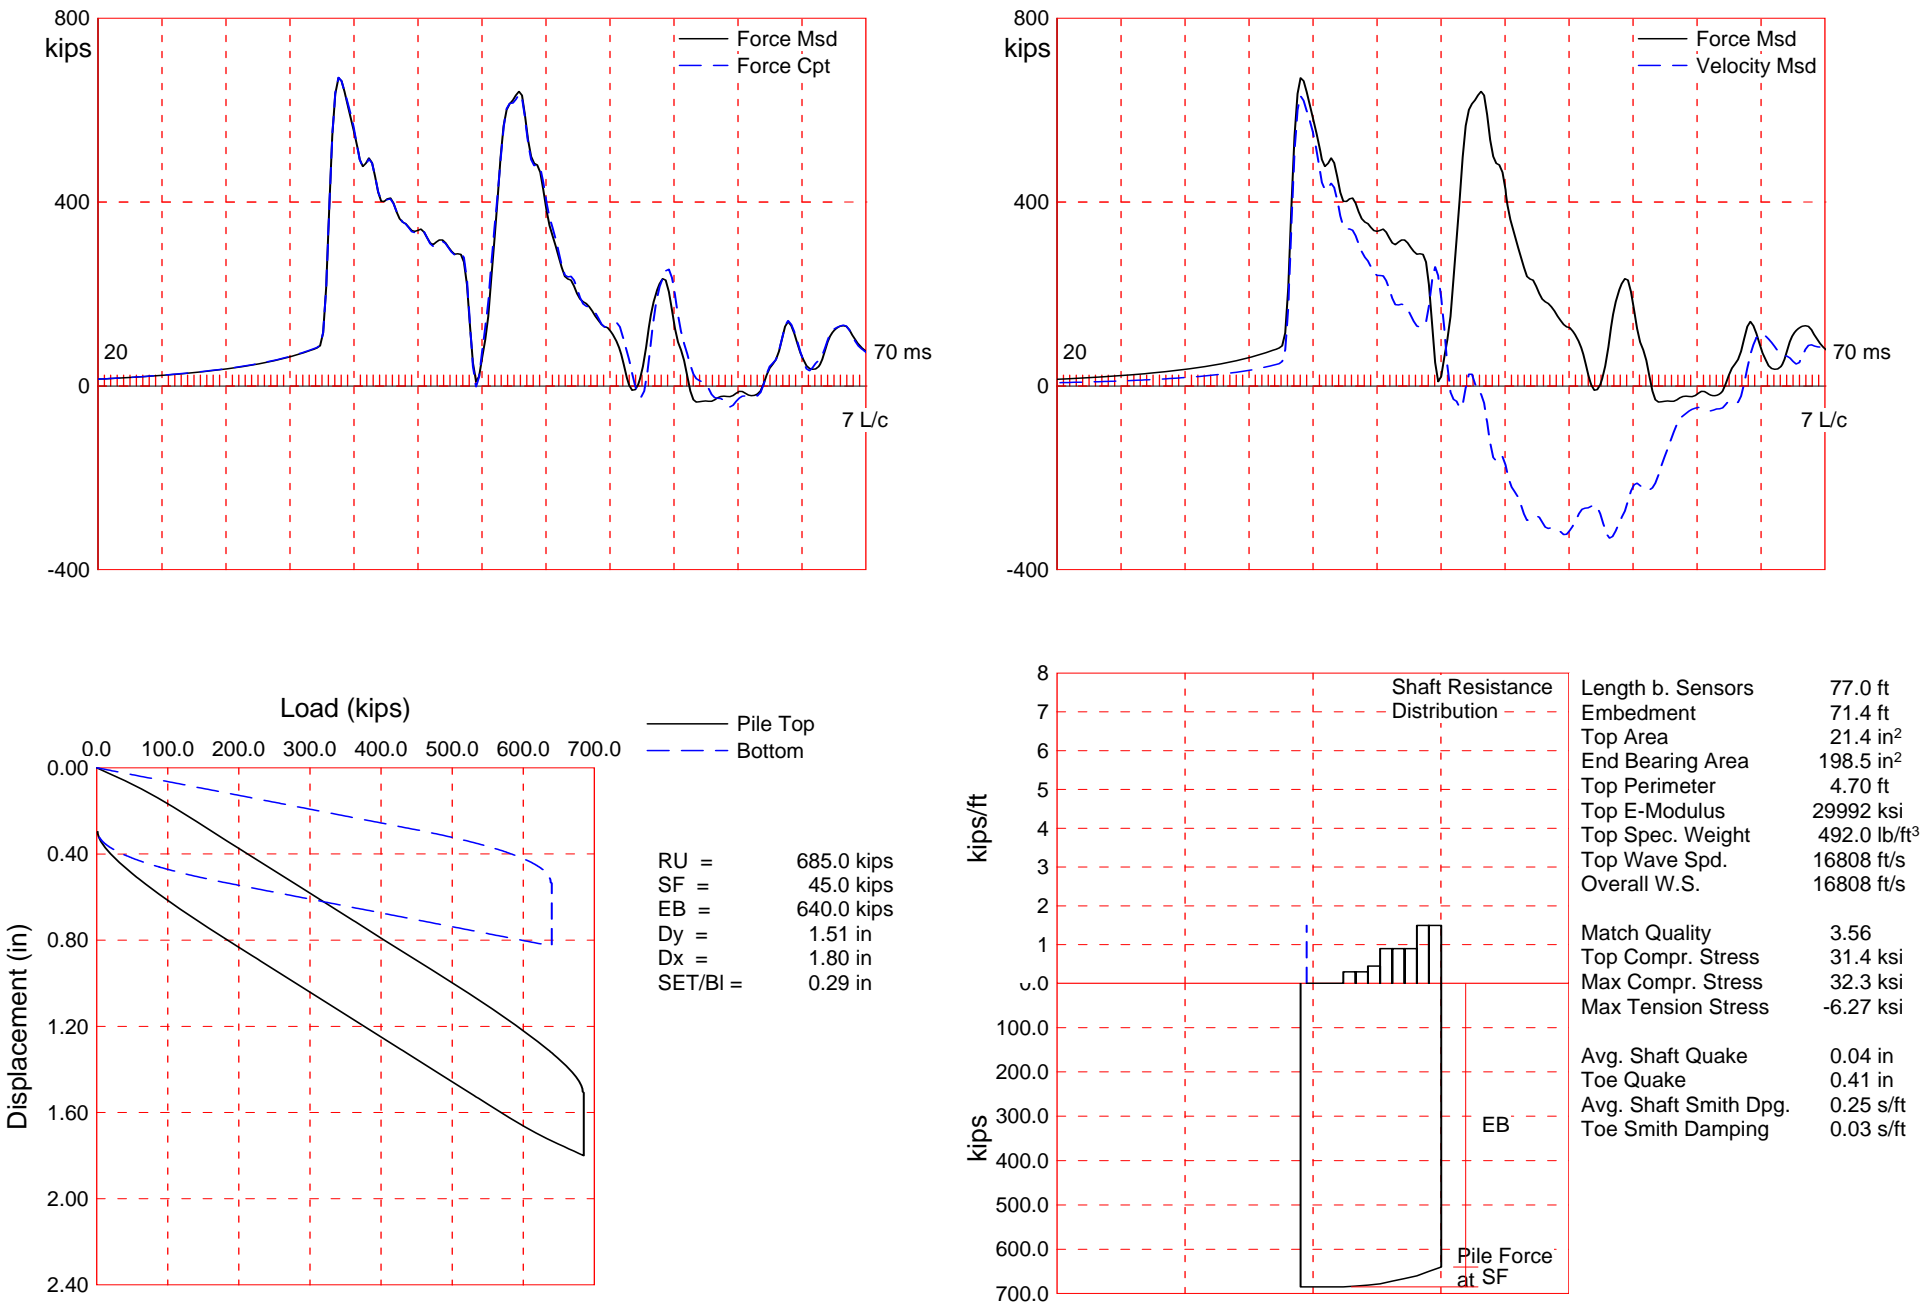 800
kips
400
0
-400
20
70 ms
7 L/c
Force Msd
Force Cpt
800
kips
400
0
-400
20
70 ms
7 L/c
Force Msd
Velocity Msd
Load (kips)
0.0 100.0 200.0 300.0 400.0 500.0 600.0 700.0
Displacement (in)
0.00
0.40
0.80
1.20
1.60
2.00
2.40
Pile Top
Bottom
RU = 685.0 kips
SF = 45.0 kips
EB = 640.0 kips
Dy = 1.51 in
Dx = 1.80 in
SET/Bl = 0.29 in
Shaft Resistance
Distribution
kips/ft
8
7
6
5
4
3
2
1
0.0
kips
100.0
200.0
300.0
400.0
500.0
600.0
700.0
EB
Pile Force
at SF
Length b. Sensors 77.0 ft
Embedment 71.4 ft
Top Area 21.4 in²
End Bearing Area 198.5 in²
Top Perimeter 4.70 ft
Top E-Modulus 29992 ksi
Top Spec. Weight 492.0 lb/ft³
Top Wave Spd. 16808 ft/s
Overall W.S. 16808 ft/s
Match Quality 3.56
Top Compr. Stress 31.4 ksi
Max Compr. Stress 32.3 ksi
Max Tension Stress -6.27 ksi
Avg. Shaft Quake 0.04 in
Toe Quake 0.41 in
Avg. Shaft Smith Dpg. 0.25 s/ft
Toe Smith Damping 0.03 s/ft